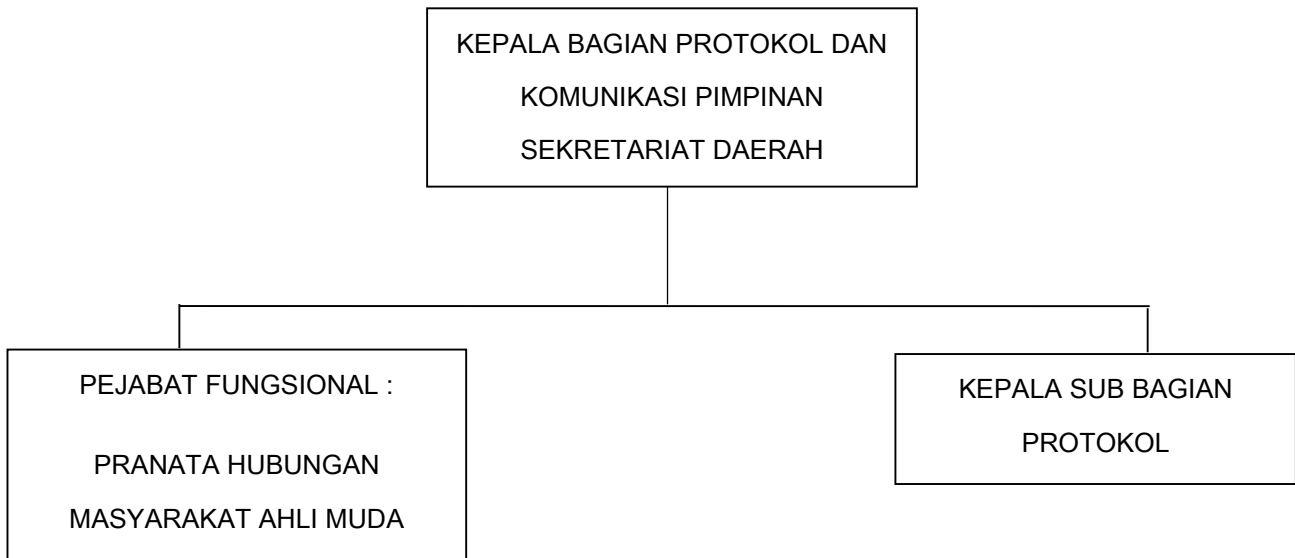 KEPALA BAGIAN PROTOKOL DAN
KOMUNIKASI PIMPINAN
SEKRETARIAT DAERAH
PEJABAT FUNGSIONAL :
PRANATA HUBUNGAN
MASYARAKAT AHLI MUDA
KEPALA SUB BAGIAN
PROTOKOL